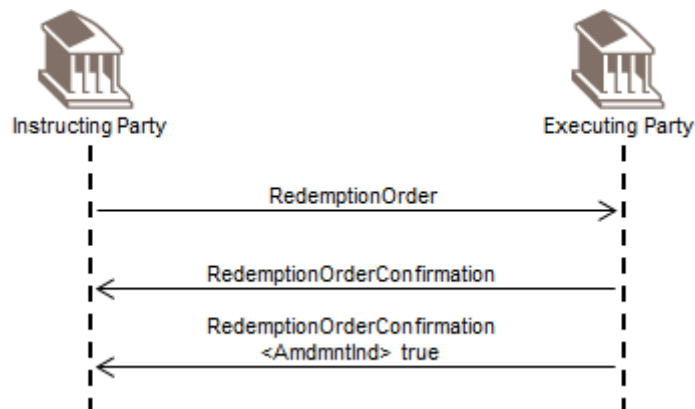 Instructing Party
Executing Party
RedemptionOrder
RedemptionOrderConfirmation
RedemptionOrderConfirmation
<AmdmntInd> true